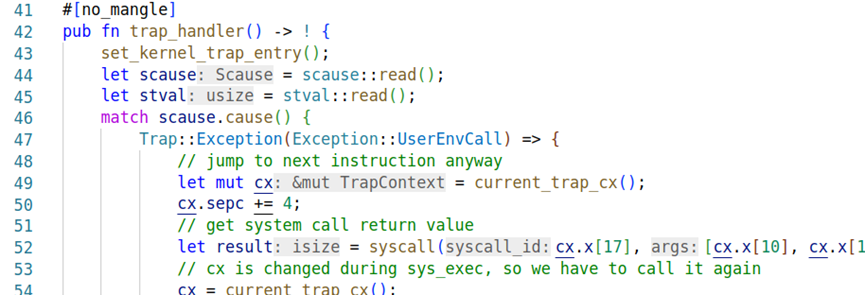 41 #[no_mangle]
42 pub fn trap_handler() -> ! {
43 set_kernel_trap_entry();
44 let scause: Scause = scause::read();
45 let stval: usize = stval::read();
46 match scause.cause() {
47 Trap::Exception(Exception::UserEnvCall) => {
48 // jump to next instruction anyway
49 let mut cx: &mut TrapContext = current_trap_cx();
50 cx.sepc += 4;
51 // get system call return value
52 let result: isize = syscall(syscall_id: cx.x[17], args: [cx.x[10], cx.x[1
53 // cx is changed during sys_exec, so we have to call it again
54 cx = current_trap_cx();